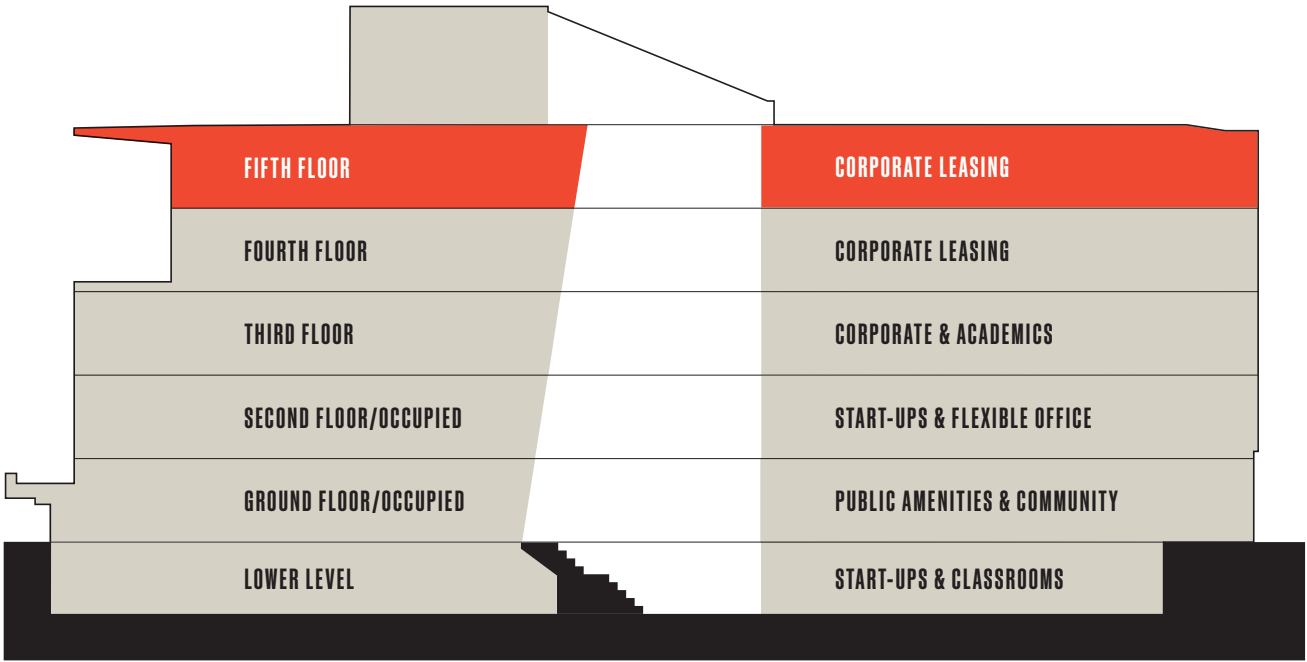 FIFTH FLOOR CORPORATE LEASING
FOURTH FLOOR CORPORATE LEASING
THIRD FLOOR CORPORATE & ACADEMICS
SECOND FLOOR/OCCUPIED START-UPS & FLEXIBLE OFFICE
GROUND FLOOR/OCCUPIED PUBLIC AMENITIES & COMMUNITY
LOWER LEVEL START-UPS & CLASSROOMS